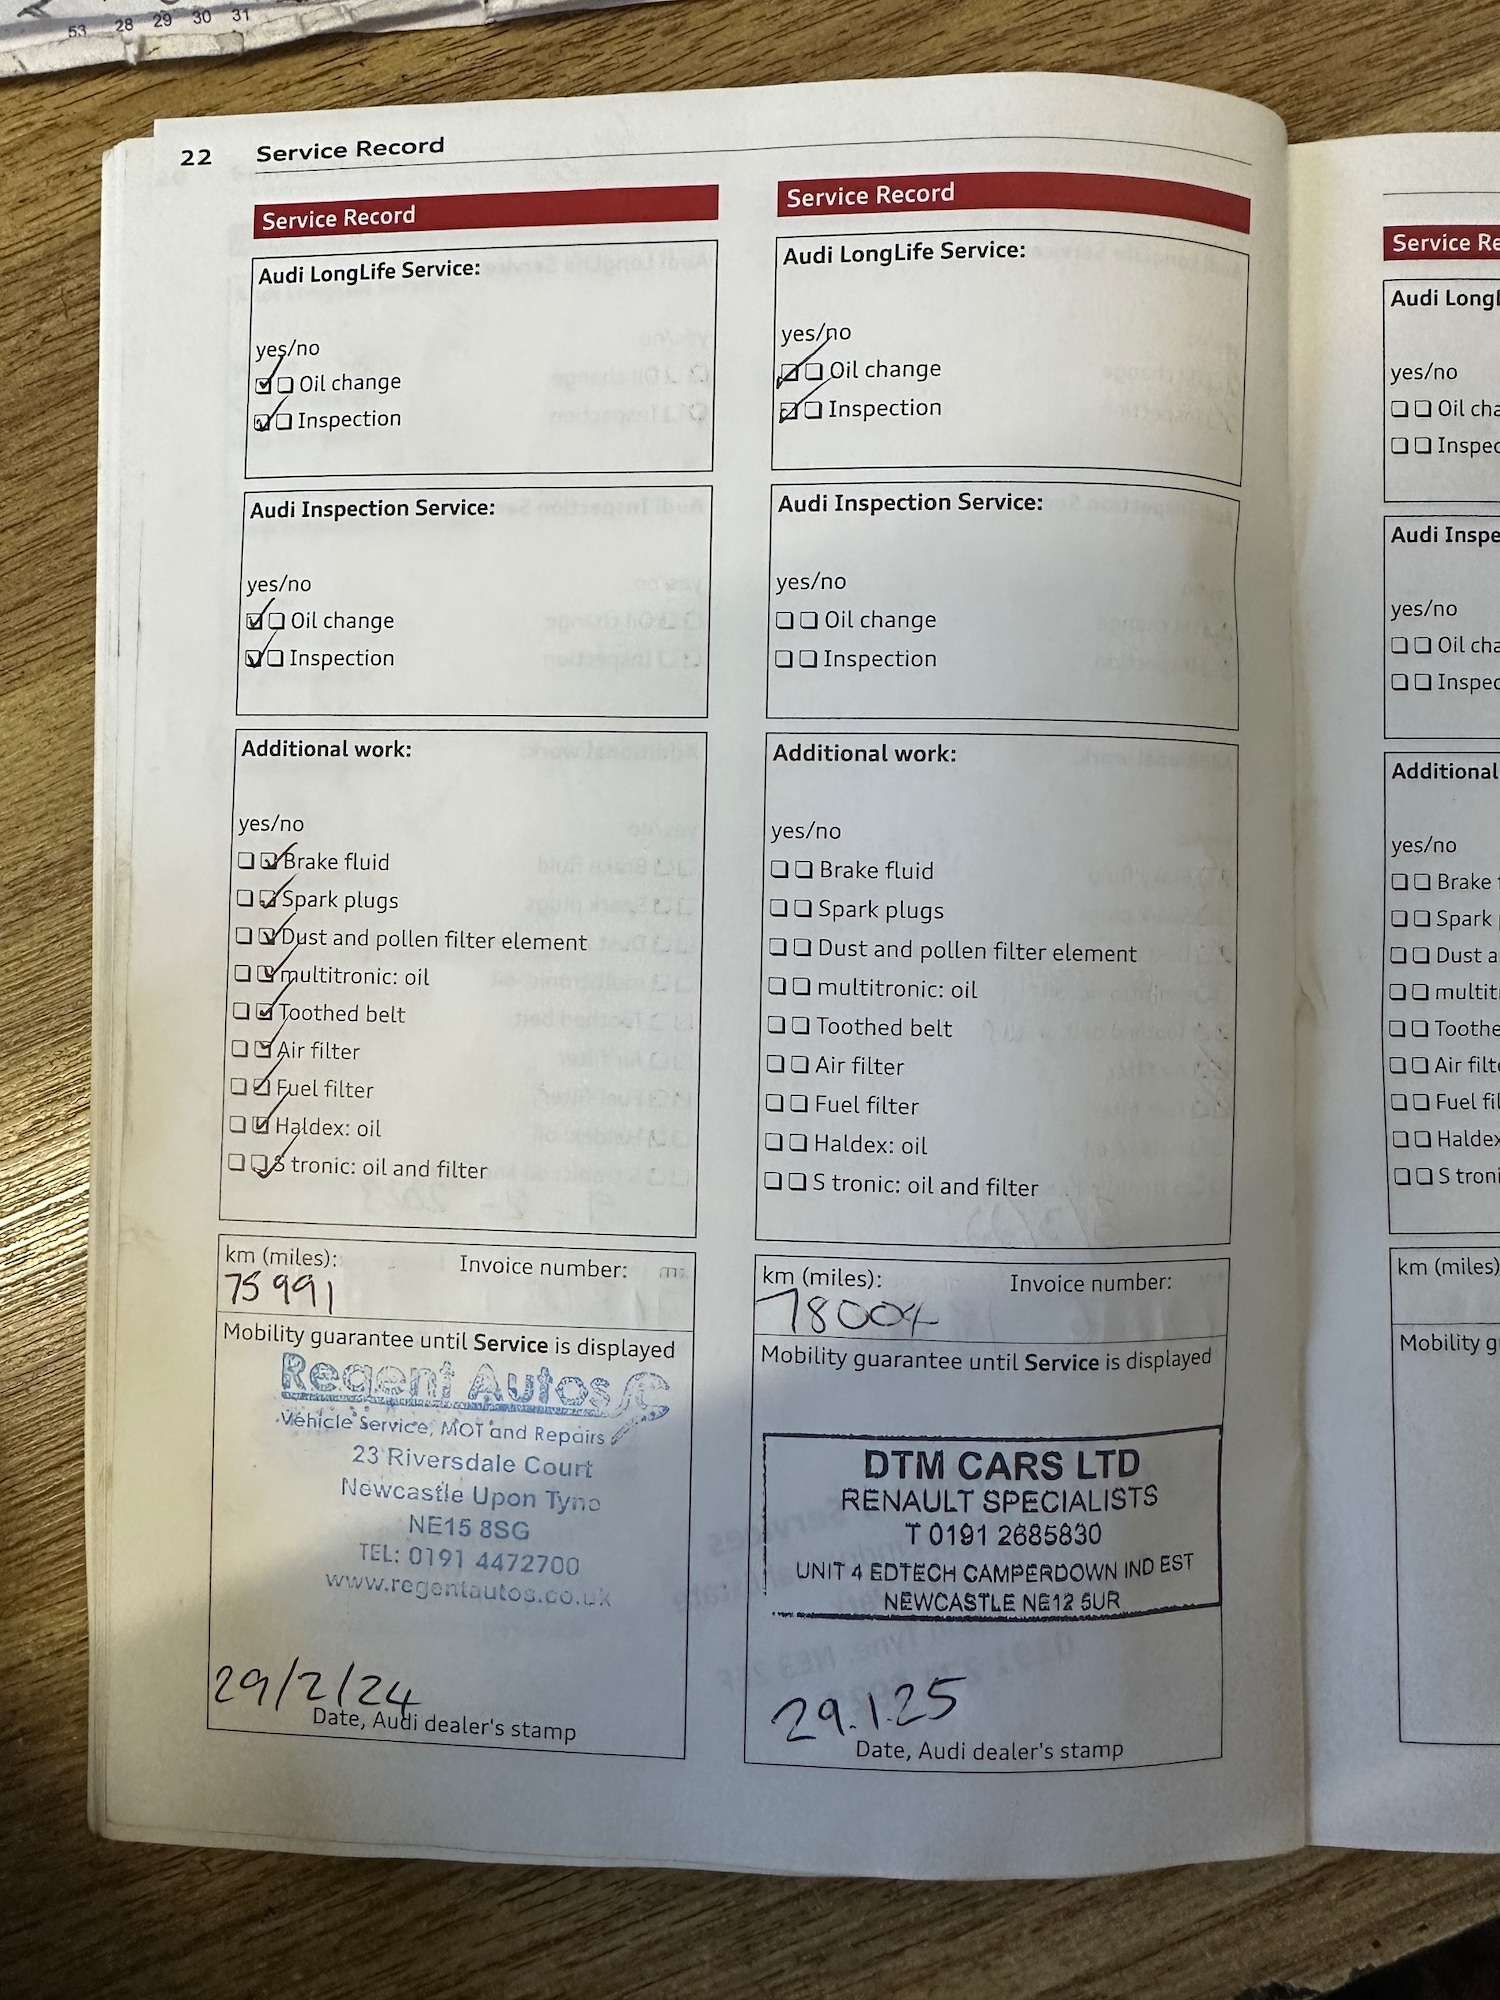 53 28 29 30 31
22 Service Record
Service Record
Audi LongLife Service:
yes/no
Oil change
Inspection
Audi Inspection Service:
yes/no
Oil change
Inspection
Additional work:
yes/no
Brake fluid
Spark plugs
Dust and pollen filter element
multitronic: oil
Toothed belt
Air filter
Fuel filter
Haldex: oil
S tronic: oil and filter
km (miles): Invoice number:
75991
Mobility guarantee until Service is displayed
Regent Autos
Vehicle Service, MOT and Repairs
23 Riversdale Court
Newcastle Upon Tyne
NE15 8SG
TEL: 0191 4472700
www.regentautos.co.uk
29/2/24
Date, Audi dealer's stamp
Service Record
Audi LongLife Service:
yes/no
Oil change
Inspection
Audi Inspection Service:
yes/no
Oil change
Inspection
Additional work:
yes/no
Brake fluid
Spark plugs
Dust and pollen filter element
multitronic: oil
Toothed belt
Air filter
Fuel filter
Haldex: oil
S tronic: oil and filter
km (miles): Invoice number:
78004
Mobility guarantee until Service is displayed
DTM CARS LTD
RENAULT SPECIALISTS
T 0191 2685830
UNIT 4 EDTECH CAMPERDOWN IND EST
NEWCASTLE NE12 5UR
29.1.25
Date, Audi dealer's stamp
Service Re
Audi Longl
yes/no
Oil cha
Inspec
Audi Inspe
yes/no
Oil cha
Inspec
Additional
yes/no
Brake f
Spark
Dust a
multit
Toothe
Air filt
Fuel fil
Haldex
S troni
km (miles)
Mobility g